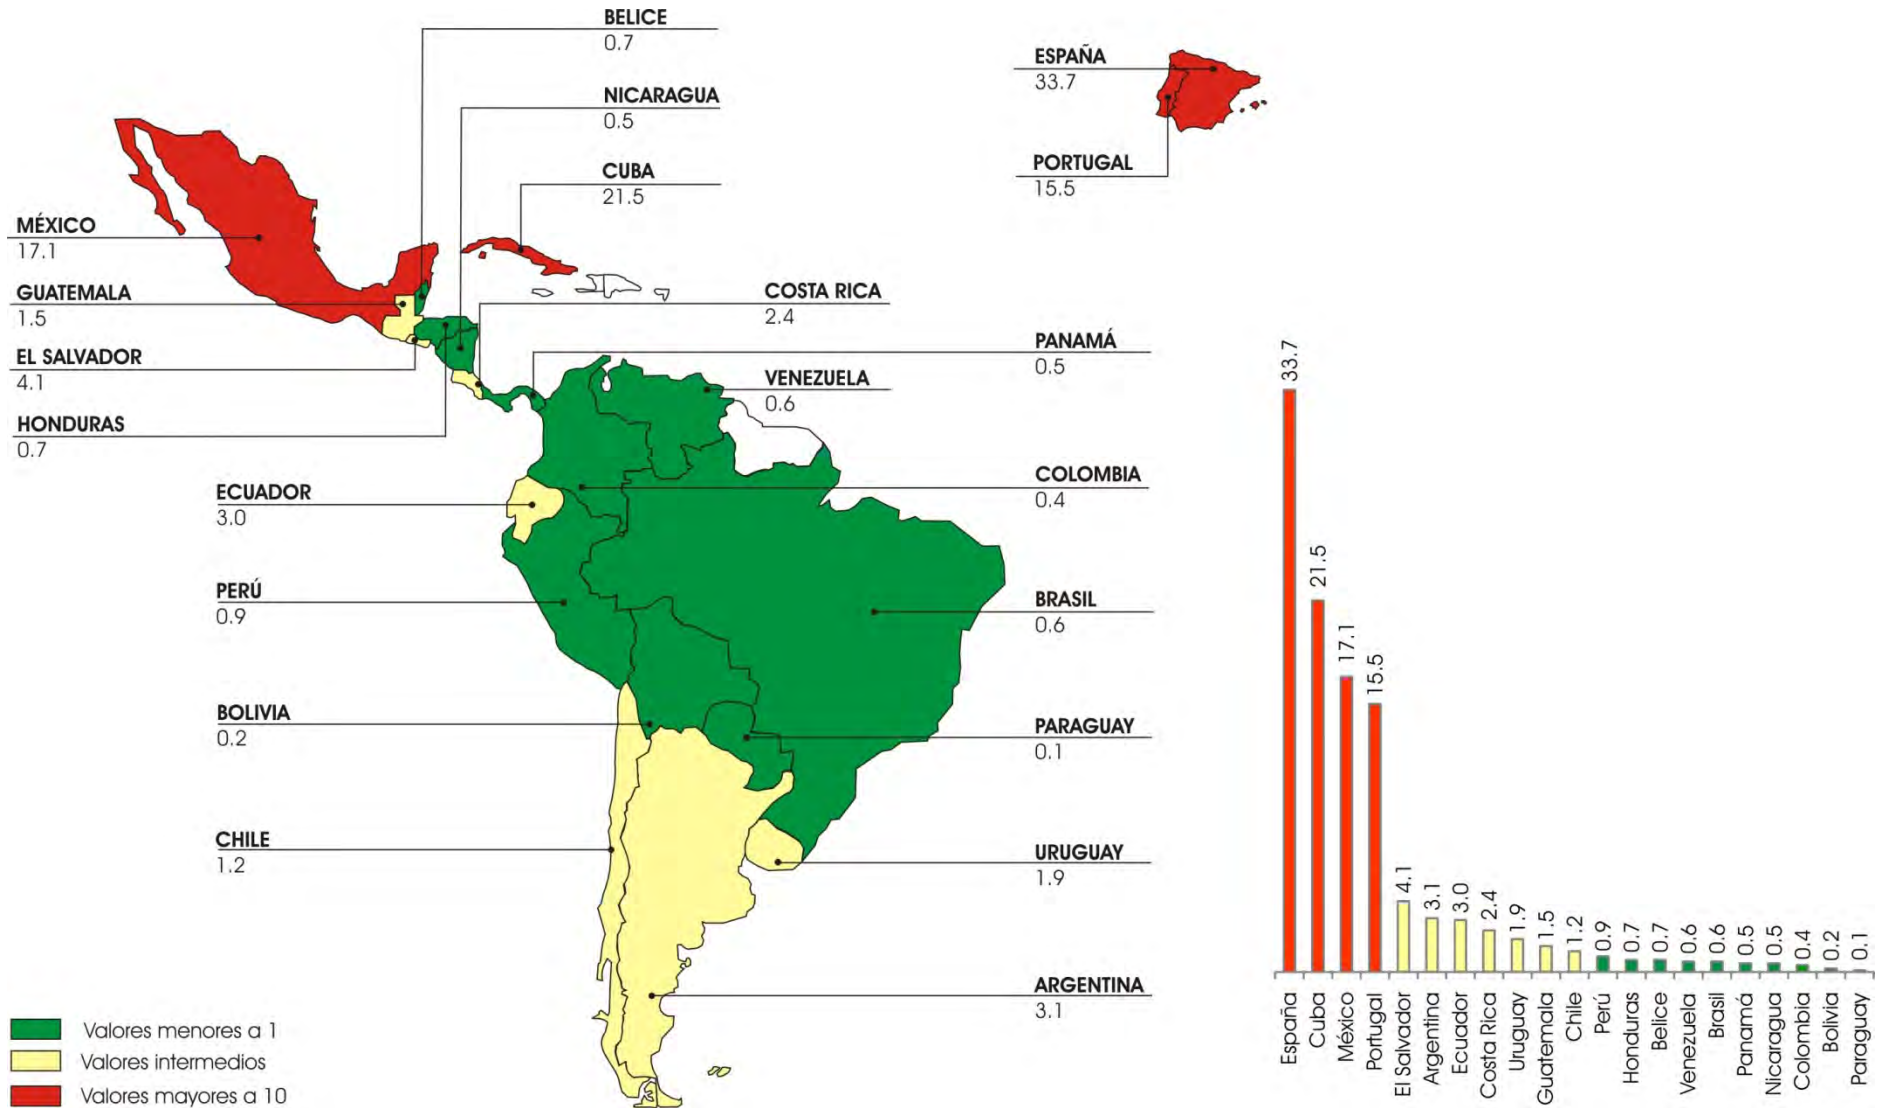 BELICE
0.7
NICARAGUA
0.5
CUBA
21.5
ESPAÑA
33.7
PORTUGAL
15.5
MÉXICO
17.1
GUATEMALA
1.5
EL SALVADOR
4.1
HONDURAS
0.7
COSTA RICA
2.4
PANAMÁ
0.5
VENEZUELA
0.6
COLOMBIA
0.4
ECUADOR
3.0
PERÚ
0.9
BRASIL
0.6
BOLIVIA
0.2
PARAGUAY
0.1
CHILE
1.2
URUGUAY
1.9
ARGENTINA
3.1
Valores menores a 1
Valores intermedios
Valores mayores a 10
33.7
21.5
17.1
15.5
4.1
3.1
3.0
2.4
1.9
1.5
1.2
0.9
0.7
0.7
0.6
0.6
0.5
0.5
0.4
0.2
0.1
España
Cuba
México
Portugal
El Salvador
Argentina
Ecuador
Costa Rica
Uruguay
Guatemala
Chile
Perú
Honduras
Belice
Venezuela
Brasil
Panamá
Nicaragua
Colombia
Bolivia
Paraguay